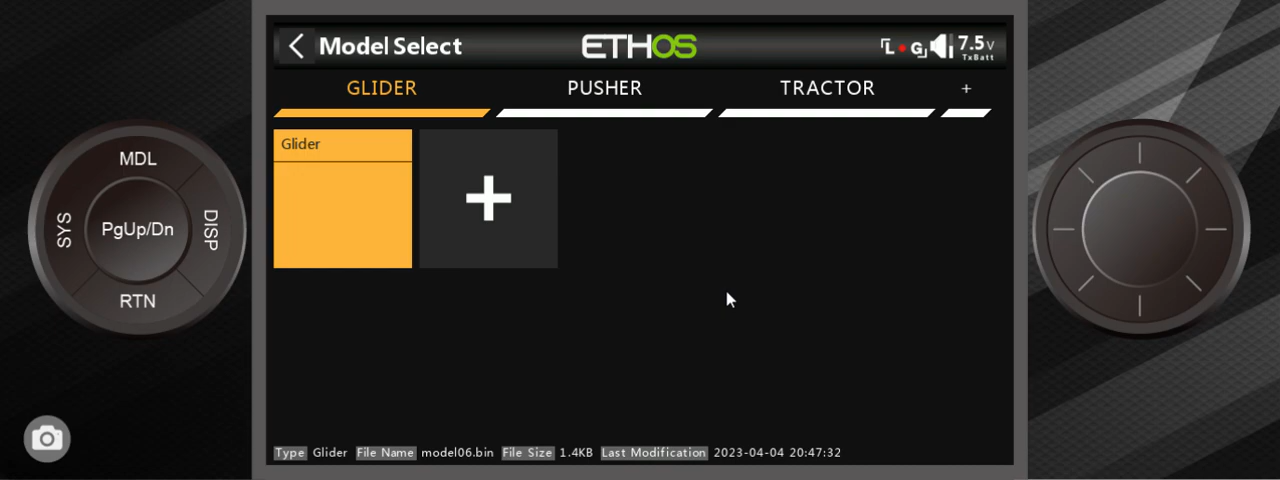 Model Select
ETHOS
L G 7.5V
TxBatt
GLIDER PUSHER TRACTOR +
Glider
MDL
SYS PgUp/Dn DISP
RTN
Type Glider File Name model06.bin File Size 1.4KB Last Modification 2023-04-04 20:47:32